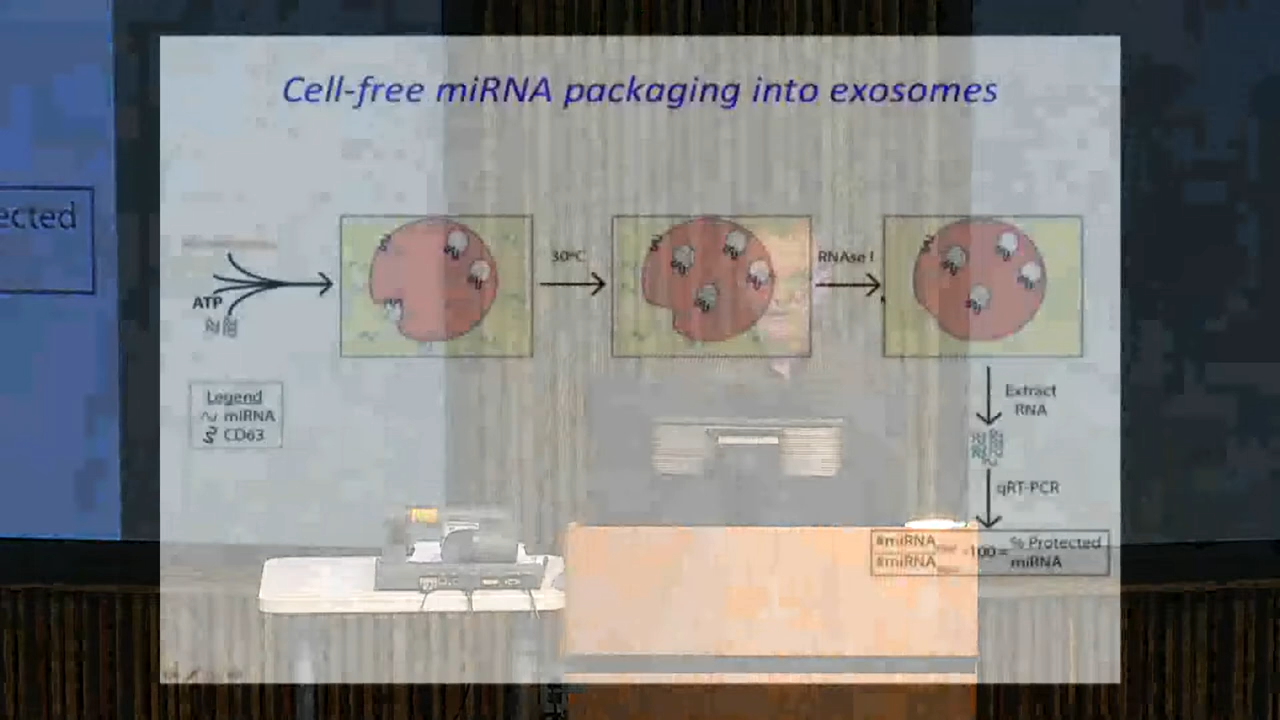 Cell-free miRNA packaging into exosomes
ected
30ºC
RNAse I
ATP
Legend
miRNA
CD63
Extract
RNA
qRT-PCR
#miRNA
#miRNA
·100 =
% Protected
miRNA